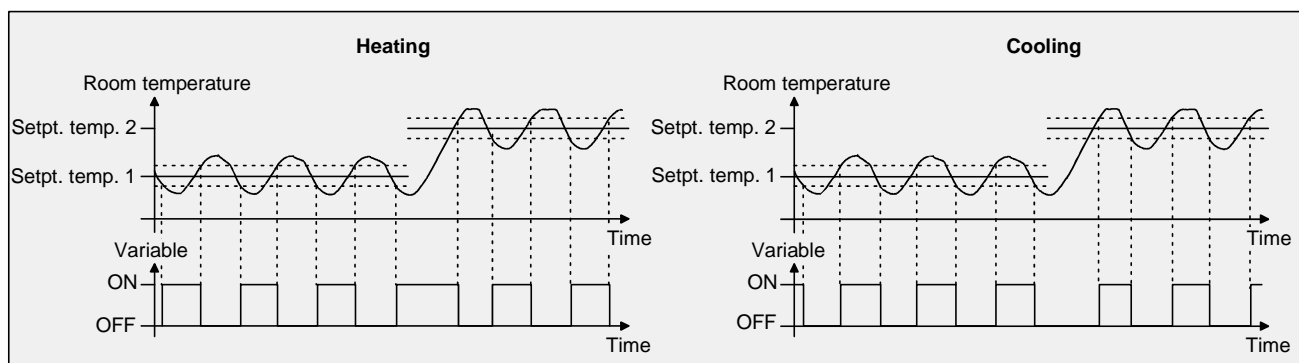 Heating
Room temperature
Setpt. temp. 2
Setpt. temp. 1
Time
Variable
ON
OFF
Time
Cooling
Room temperature
Setpt. temp. 2
Setpt. temp. 1
Time
Variable
ON
OFF
Time